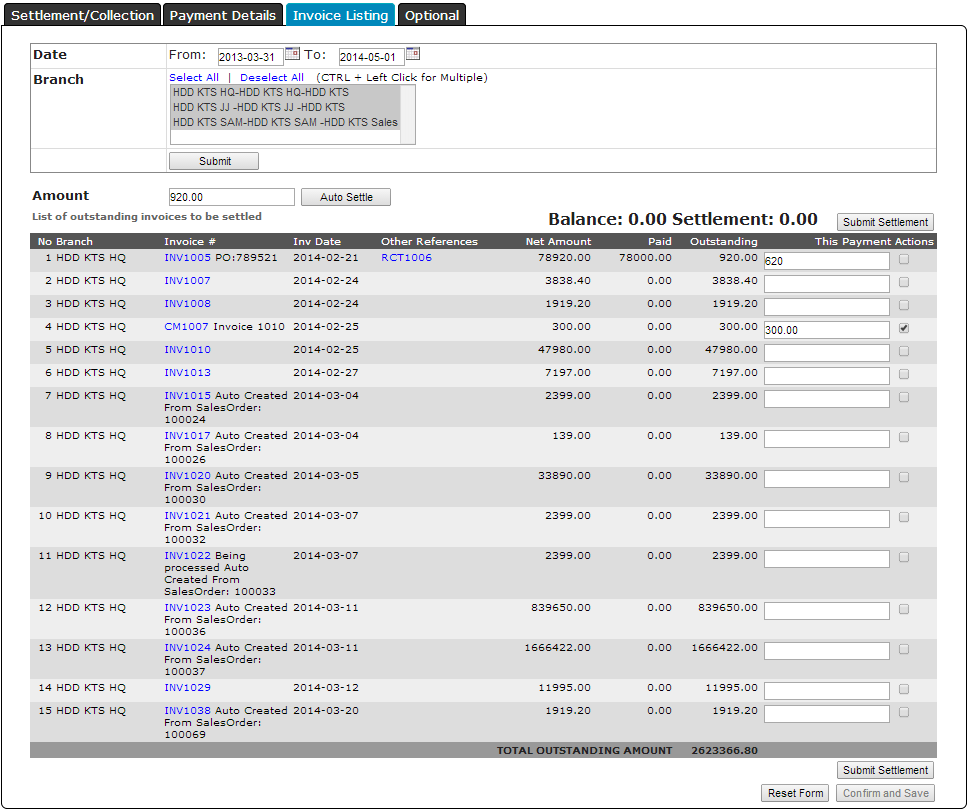 Settlement/Collection Payment Details Invoice Listing Optional
Date From: 2013-03-31 To: 2014-05-01
Branch Select All | Deselect All (CTRL + Left Click for Multiple)
HDD KTS HQ-HDD KTS HQ-HDD KTS
HDD KTS JJ -HDD KTS JJ -HDD KTS
HDD KTS SAM-HDD KTS SAM -HDD KTS Sales
Submit
Amount 920.00 Auto Settle
List of outstanding invoices to be settled Balance: 0.00 Settlement: 0.00 Submit Settlement
No Branch Invoice # Inv Date Other References Net Amount Paid Outstanding This Payment Actions
1 HDD KTS HQ INV1005 PO:789521 2014-02-21 RCT1006 78920.00 78000.00 920.00 620
2 HDD KTS HQ INV1007 2014-02-24 3838.40 0.00 3838.40
3 HDD KTS HQ INV1008 2014-02-24 1919.20 0.00 1919.20
4 HDD KTS HQ CM1007 Invoice 1010 2014-02-25 300.00 0.00 300.00 300.00
5 HDD KTS HQ INV1010 2014-02-25 47980.00 0.00 47980.00
6 HDD KTS HQ INV1013 2014-02-27 7197.00 0.00 7197.00
7 HDD KTS HQ INV1015 Auto Created 2014-03-04 2399.00 0.00 2399.00
From SalesOrder:
100024
8 HDD KTS HQ INV1017 Auto Created 2014-03-04 139.00 0.00 139.00
From SalesOrder:
100026
9 HDD KTS HQ INV1020 Auto Created 2014-03-05 33890.00 0.00 33890.00
From SalesOrder:
100030
10 HDD KTS HQ INV1021 Auto Created 2014-03-07 2399.00 0.00 2399.00
From SalesOrder:
100032
11 HDD KTS HQ INV1022 Being 2014-03-07 2399.00 0.00 2399.00
processed Auto
Created From
SalesOrder: 100033
12 HDD KTS HQ INV1023 Auto Created 2014-03-11 839650.00 0.00 839650.00
From SalesOrder:
100036
13 HDD KTS HQ INV1024 Auto Created 2014-03-11 1666422.00 0.00 1666422.00
From SalesOrder:
100037
14 HDD KTS HQ INV1029 2014-03-12 11995.00 0.00 11995.00
15 HDD KTS HQ INV1038 Auto Created 2014-03-20 1919.20 0.00 1919.20
From SalesOrder:
100069
TOTAL OUTSTANDING AMOUNT 2623366.80
Submit Settlement
Reset Form Confirm and Save